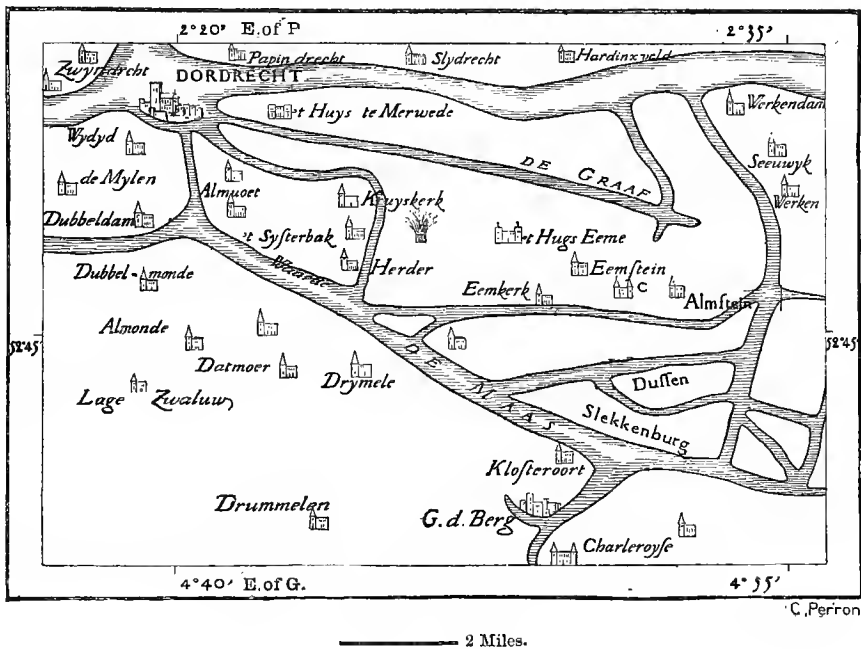 2° 20' E. of P
2° 35'
Zwyndrecht
Papin drecht
Slydrecht
Hardinxveld
DORDRECHT
't Huys te Merwede
Werkendam
Wydyd
DE GRAAF
Seeuwyk
de Mylen
Almuoet
Kruyskerk
Werken
Dubbeldam
't Systerbak
't Hugs Eeme
Waarde
Herder
Eemstein
Dubbel-monde
Eemkerk
C
Almstein
52°45'
Almonde
52°45'
DE MAAS
Datmoer
Drymele
Dussen
Lage Zwaluw
Slekkenburg
Klosteroort
Drummelen
G. d. Berg
Charleroyse
4° 40' E. of G.
4° 55'
C. Perron
2 Miles.